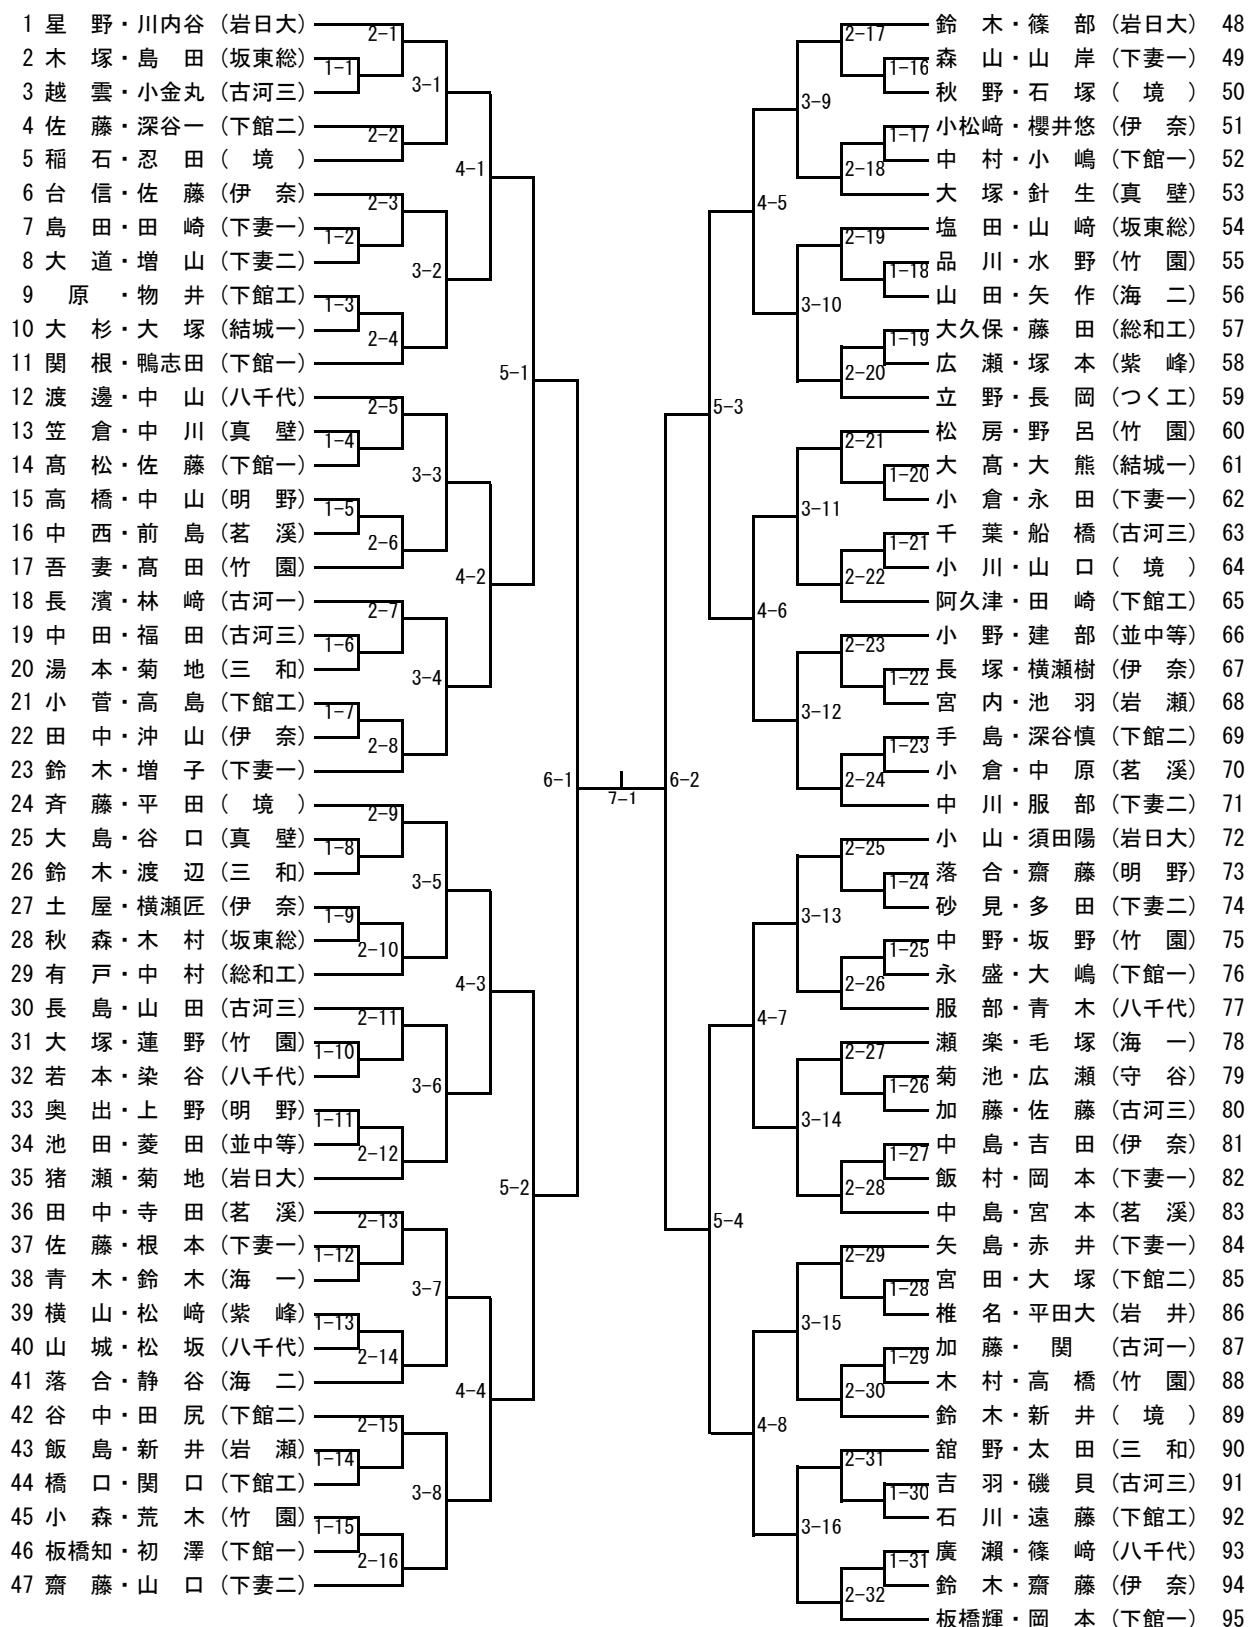 1 星　野・川内谷（岩日大）
2 木　塚・島　田（坂東総）
3 越　雲・小金丸（古河三）
4 佐　藤・深谷一（下館二）
5 稲　石・忍　田（　境　）
6 台　信・佐　藤（伊　奈）
7 島　田・田　崎（下妻一）
8 大　道・増　山（下妻二）
9 　原　・物　井（下館工）
10 大　杉・大　塚（結城一）
11 関　根・鴨志田（下館一）
12 渡　邊・中　山（八千代）
13 笠　倉・中　川（真　壁）
14 髙　松・佐　藤（下館一）
15 高　橋・中　山（明　野）
16 中　西・前　島（茗　溪）
17 吾　妻・髙　田（竹　園）
18 長　濱・林　﨑（古河一）
19 中　田・福　田（古河三）
20 湯　本・菊　地（三　和）
21 小　菅・高　島（下館工）
22 田　中・沖　山（伊　奈）
23 鈴　木・増　子（下妻一）
24 斉　藤・平　田（　境　）
25 大　島・谷　口（真　壁）
26 鈴　木・渡　辺（三　和）
27 土　屋・横瀬匠（伊　奈）
28 秋　森・木　村（坂東総）
29 有　戸・中　村（総和工）
30 長　島・山　田（古河三）
31 大　塚・蓮　野（竹　園）
32 若　本・染　谷（八千代）
33 奥　出・上　野（明　野）
34 池　田・菱　田（並中等）
35 猪　瀬・菊　地（岩日大）
36 田　中・寺　田（茗　溪）
37 佐　藤・根　本（下妻一）
38 青　木・鈴　木（海　一）
39 横　山・松　﨑（紫　峰）
40 山　城・松　坂（八千代）
41 落　合・静　谷（海　二）
42 谷　中・田　尻（下館二）
43 飯　島・新　井（岩　瀬）
44 橋　口・関　口（下館工）
45 小　森・荒　木（竹　園）
46 板橋知・初　澤（下館一）
47 齋　藤・山　口（下妻二）
1-1
1-2
1-3
1-4
1-5
1-6
1-7
1-8
1-9
1-10
1-11
1-12
1-13
1-14
1-15
2-1
2-2
2-3
2-4
2-5
2-6
2-7
2-8
2-9
2-10
2-11
2-12
2-13
2-14
2-15
2-16
3-1
3-2
3-3
3-4
3-5
3-6
3-7
3-8
4-1
4-2
4-3
4-4
5-1
5-2
6-1
7-1
6-2
5-3
5-4
4-5
4-6
4-7
4-8
3-9
3-10
3-11
3-12
3-13
3-14
3-15
3-16
2-17
2-18
2-19
2-20
2-21
2-22
2-23
2-24
2-25
2-26
2-27
2-28
2-29
2-30
2-31
2-32
1-16
1-17
1-18
1-19
1-20
1-21
1-22
1-23
1-24
1-25
1-26
1-27
1-28
1-29
1-30
1-31
鈴　木・篠　部（岩日大） 48
森　山・山　岸（下妻一） 49
秋　野・石　塚（　境　） 50
小松﨑・櫻井悠（伊　奈） 51
中　村・小　嶋（下館一） 52
大　塚・針　生（真　壁） 53
塩　田・山　﨑（坂東総） 54
品　川・水　野（竹　園） 55
山　田・矢　作（海　二） 56
大久保・藤　田（総和工） 57
広　瀬・塚　本（紫　峰） 58
立　野・長　岡（つく工） 59
松　房・野　呂（竹　園） 60
大　髙・大　熊（結城一） 61
小　倉・永　田（下妻一） 62
千　葉・船　橋（古河三） 63
小　川・山　口（　境　） 64
阿久津・田　崎（下館工） 65
小　野・建　部（並中等） 66
長　塚・横瀬樹（伊　奈） 67
宮　内・池　羽（岩　瀬） 68
手　島・深谷慎（下館二） 69
小　倉・中　原（茗　溪） 70
中　川・服　部（下妻二） 71
小　山・須田陽（岩日大） 72
落　合・齋　藤（明　野） 73
砂　見・多　田（下妻二） 74
中　野・坂　野（竹　園） 75
永　盛・大　嶋（下館一） 76
服　部・青　木（八千代） 77
瀬　楽・毛　塚（海　一） 78
菊　池・広　瀬（守　谷） 79
加　藤・佐　藤（古河三） 80
中　島・吉　田（伊　奈） 81
飯　村・岡　本（下妻一） 82
中　島・宮　本（茗　溪） 83
矢　島・赤　井（下妻一） 84
宮　田・大　塚（下館二） 85
椎　名・平田大（岩　井） 86
加　藤・　関　（古河一） 87
木　村・高　橋（竹　園） 88
鈴　木・新　井（　境　） 89
舘　野・太　田（三　和） 90
吉　羽・磯　貝（古河三） 91
石　川・遠　藤（下館工） 92
廣　瀬・篠　﨑（八千代） 93
鈴　木・齋　藤（伊　奈） 94
板橋輝・岡　本（下館一） 95